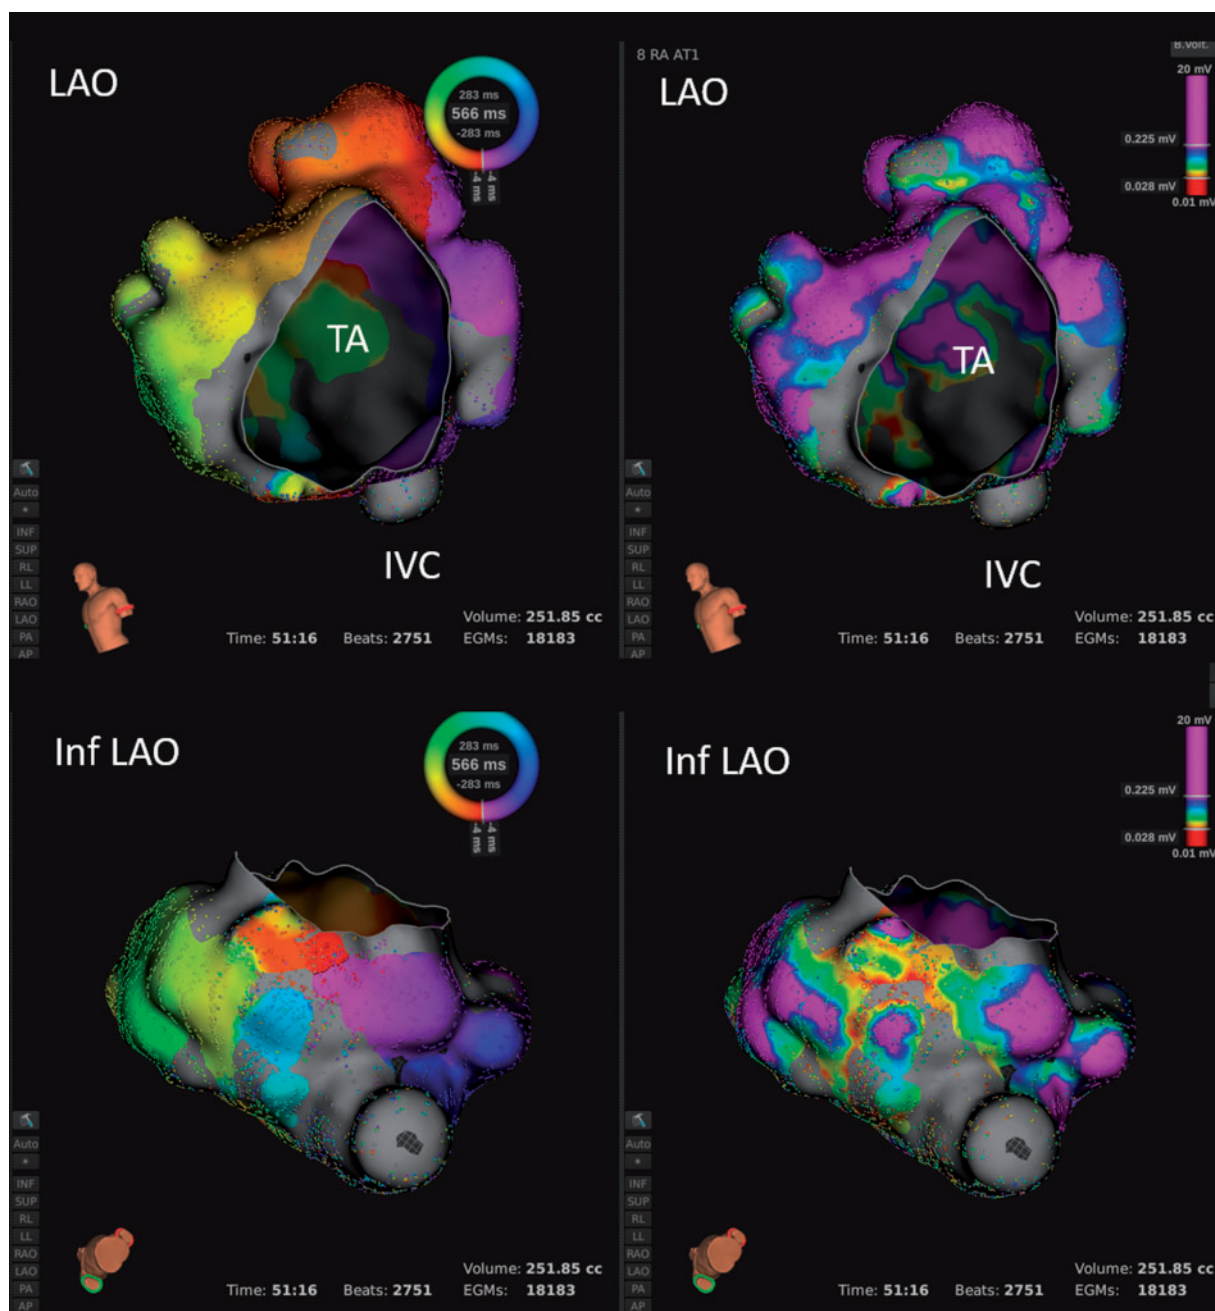 LAO
283 ms
566 ms
-283 ms
-4 ms
-4 ms
TA
Auto
INF
SUP
RL
LL
RAO
LAO
PA
AP
IVC
Volume: 251.85 cc
Time: 51:16 Beats: 2751 EGMs: 18183
8 RA AT1
B.Volt.
LAO
20 mV
0.225 mV
0.028 mV
0.01 mV
TA
Auto
INF
SUP
RL
LL
RAO
LAO
PA
AP
IVC
Volume: 251.85 cc
Time: 51:16 Beats: 2751 EGMs: 18183
Inf LAO
283 ms
566 ms
-283 ms
-4 ms
-4 ms
Auto
INF
SUP
RL
LL
RAO
LAO
PA
AP
Volume: 251.85 cc
Time: 51:16 Beats: 2751 EGMs: 18183
Inf LAO
20 mV
0.225 mV
0.028 mV
0.01 mV
Auto
INF
SUP
RL
LL
RAO
LAO
PA
AP
Volume: 251.85 cc
Time: 51:16 Beats: 2751 EGMs: 18183